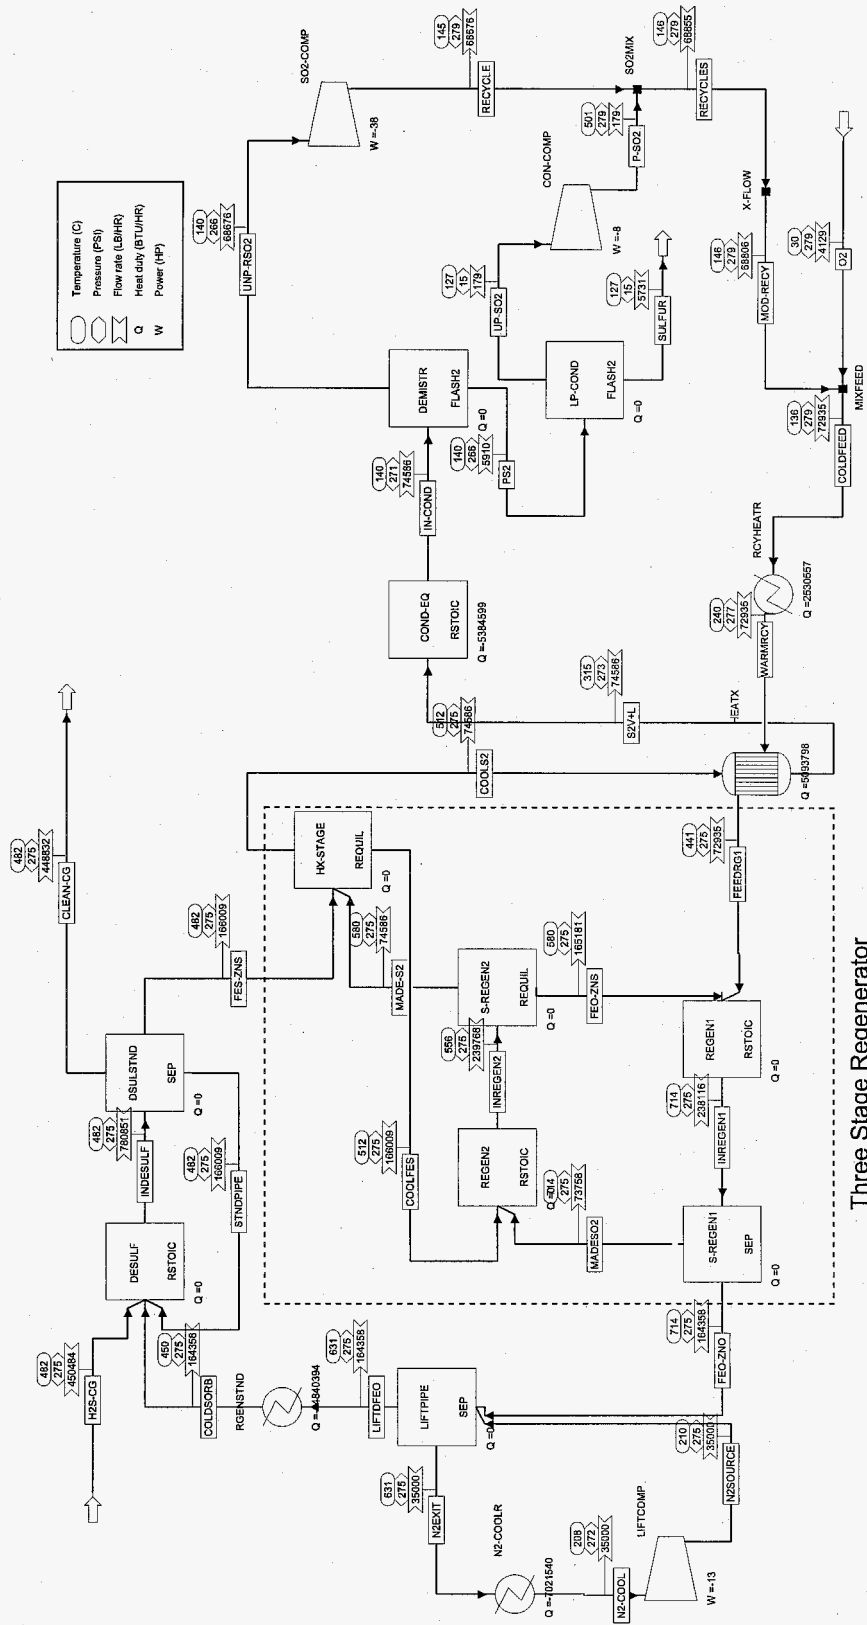 Temperature (C)
Pressure (PSI)
Flow rate (LB/HR)
Q Heat duty (BTU/HR)
W Power (HP)
482
275
450484
H2S-CG
DESULF
RSTOIC
Q =0
482
275
780851
INDESULF
DSULSTND
SEP
Q =0
482
275
448832
CLEAN-CG
482
275
166009
STNDPIPE
482
275
166009
FES-ZNS
450
275
164358
COLDSORB
RGENSTND
631
275
164358
LIFTDFEO
LIFTPIPE
SEP
Q =0
631
275
35000
N2EXIT
N2-COOLR
Q =-7021540
208
272
35000
N2-COOL
LIFTCOMP
W =-13
210
275
35000
N2SOURCE
714
275
164358
FEO-ZNO
HX-STAGE
REQUIL
Q =0
580
275
74586
MADE-S2
512
275
166009
COOLFES
REGEN2
RSTOIC
556
275
239768
INREGEN2
S-REGEN2
REQUIL
Q =0
580
275
165181
FEO-ZNS
275
73758
MADESO2
S-REGEN1
SEP
Q =0
714
275
238116
INREGEN1
REGEN1
RSTOIC
Q =0
441
275
72935
FEEDRG1
512
275
74586
COOLS2
315
273
74586
S2V+L
HEATX
Q =5093798
240
277
72935
WARMRCY
RCYHEATR
Q =2530557
COND-EQ
RSTOIC
Q =-5384599
140
271
74586
IN-COND
DEMISTR
FLASH2
Q =0
140
266
5910
PS2
140
266
68676
UNP-RSO2
SO2-COMP
W =-38
145
279
68676
RECYCLE
LP-COND
FLASH2
Q =0
127
15
179
UP-SO2
127
15
5731
SULFUR
CON-COMP
W =-8
501
279
179
P-SO2
SO2MIX
146
279
68855
RECYCLES
X-FLOW
146
279
68806
MOD-RECY
30
279
4129
O2
MIXFEED
136
279
72935
COLDFEED
Three Stage Regenerator